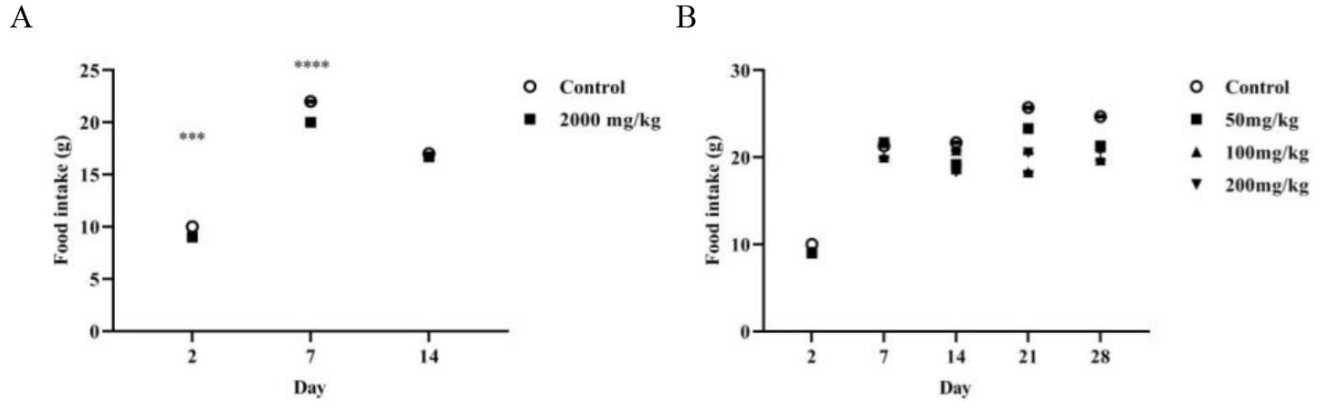 A
Food intake (g)
25
20
15
10
5
0
***
****
2
7
14
Day
Control
2000 mg/kg
B
Food intake (g)
30
20
10
0
2
7
14
21
28
Day
Control
50mg/kg
100mg/kg
200mg/kg